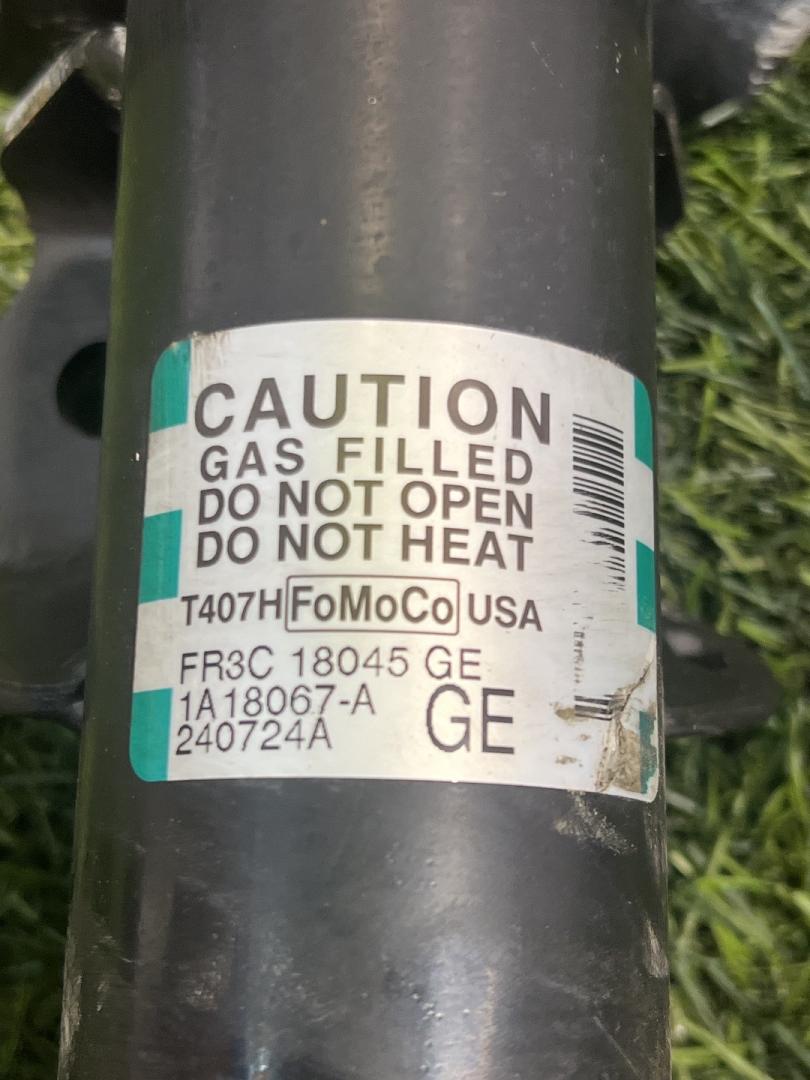 CAUTION
GAS FILLED
DO NOT OPEN
DO NOT HEAT
T407H FoMoCo USA
FR3C 18045 GE
1A18067-A
240724A
GE